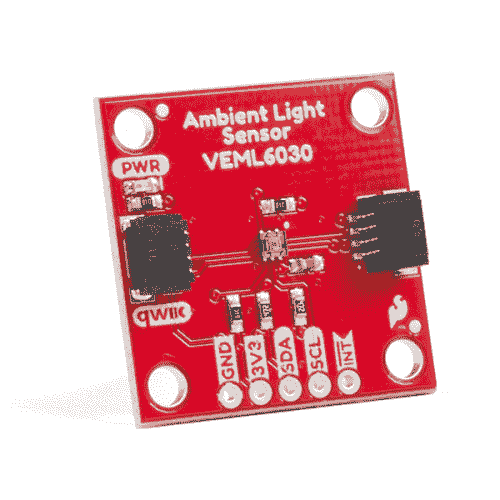 Ambient Light
Sensor
VEML6030
PWR
qwiic
GND
3V3
SDA
SCL
INT